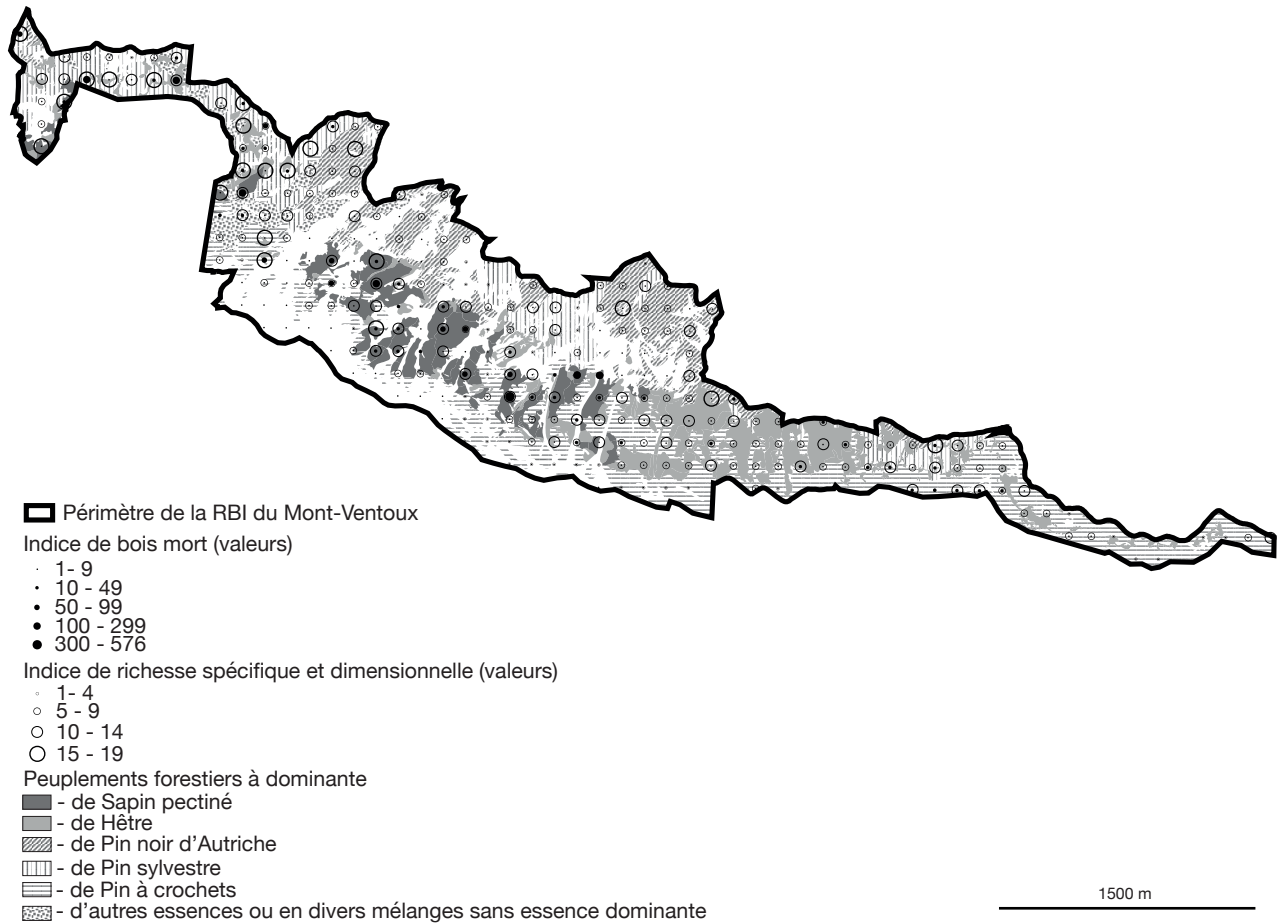 Périmètre de la RBI du Mont-Ventoux
Indice de bois mort (valeurs)
1- 9
10 - 49
50 - 99
100 - 299
300 - 576
Indice de richesse spécifique et dimensionnelle (valeurs)
1- 4
5 - 9
10 - 14
15 - 19
Peuplements forestiers à dominante
- de Sapin pectiné
- de Hêtre
- de Pin noir d'Autriche
- de Pin sylvestre
- de Pin à crochets
- d'autres essences ou en divers mélanges sans essence dominante
1500 m